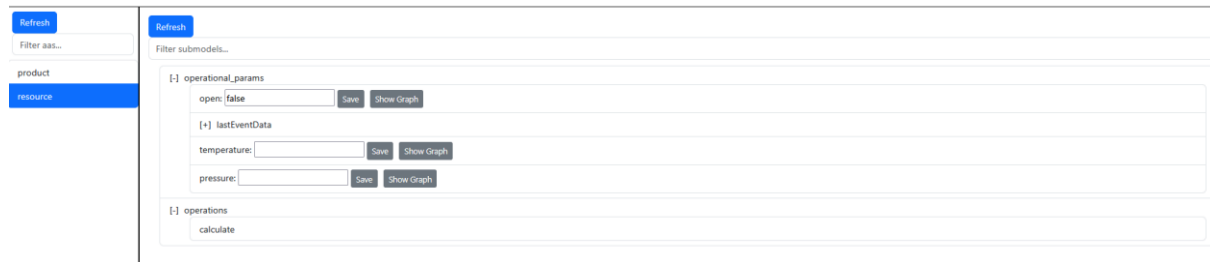 Refresh
Filter aas...
product
resource
Refresh
Filter submodels...
[-] operational_params
open: false Save Show Graph
[+] lastEventData
temperature: Save Show Graph
pressure: Save Show Graph
[-] operations
calculate